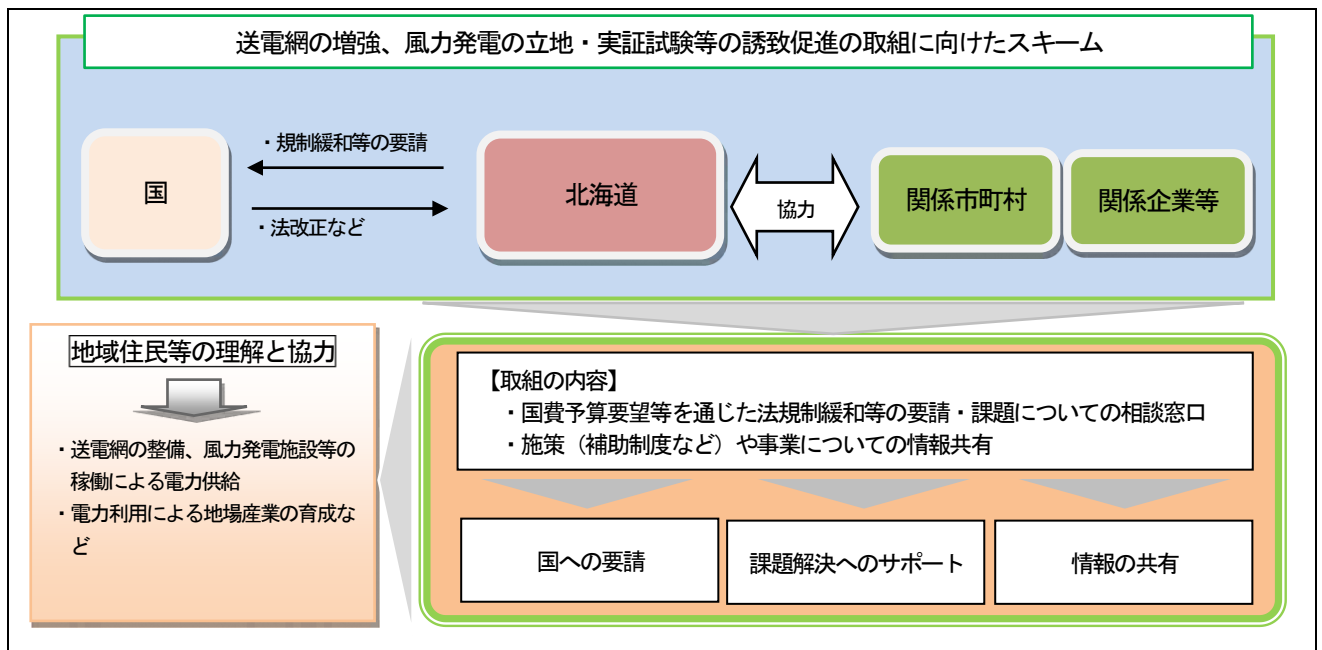 送電網の増強、風力発電の立地・実証試験等の誘致促進の取組に向けたスキーム
・規制緩和等の要請
国
・法改正など
北海道
協力
関係市町村
関係企業等
地域住民等の理解と協力
・送電網の整備、風力発電施設等の
稼働による電力供給
・電力利用による地場産業の育成な
ど
【取組の内容】
・国費予算要望等を通じた法規制緩和等の要請・課題についての相談窓口
・施策（補助制度など）や事業についての情報共有
国への要請
課題解決へのサポート
情報の共有